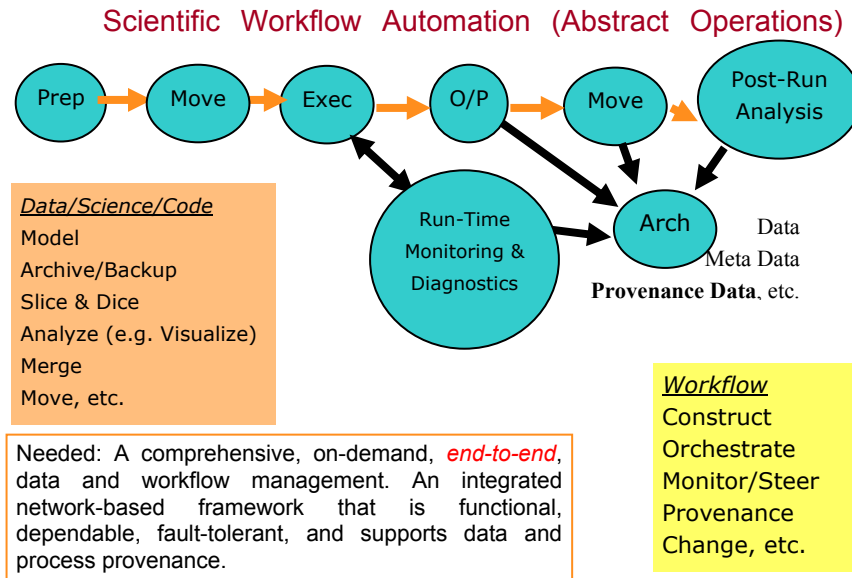 Scientific Workflow Automation (Abstract Operations)
Prep
Move
Exec
O/P
Move
Post-Run
Analysis
Run-Time
Monitoring &
Diagnostics
Arch
Data
Meta Data
Provenance Data, etc.
Data/Science/Code
Model
Archive/Backup
Slice & Dice
Analyze (e.g. Visualize)
Merge
Move, etc.
Workflow
Construct
Orchestrate
Monitor/Steer
Provenance
Change, etc.
Needed: A comprehensive, on-demand, end-to-end,
data and workflow management. An integrated
network-based framework that is functional,
dependable, fault-tolerant, and supports data and
process provenance.